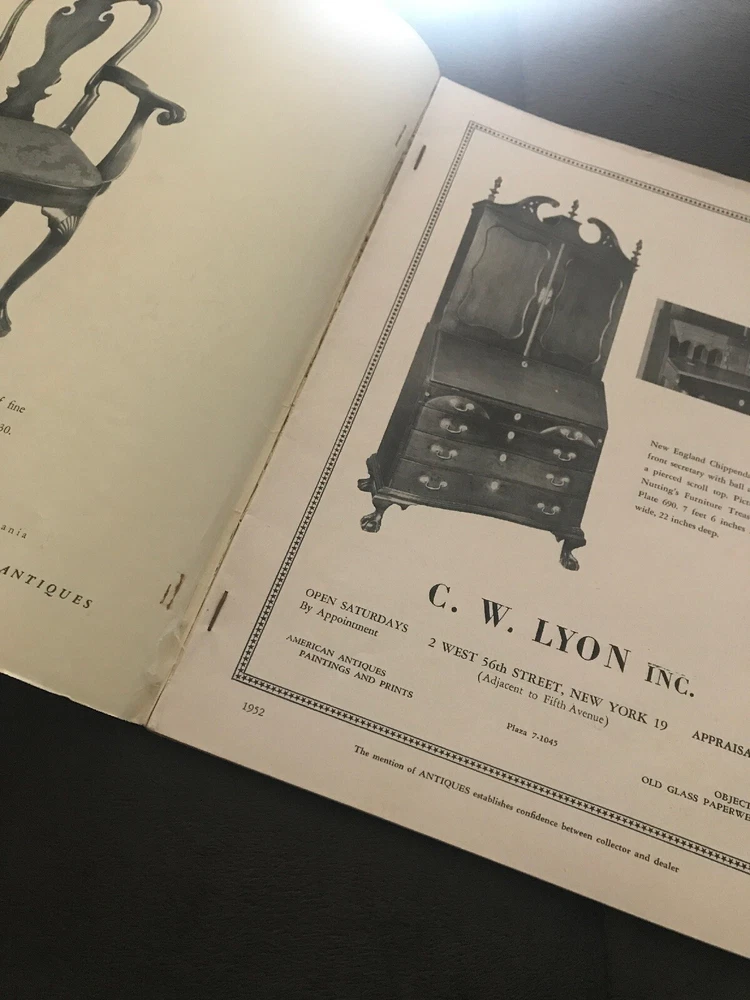 fine
30.
ania
ANTIQUES
New England Chippenda
front secretary with ball
a pierced scroll top. Pic
Nutting's Furniture Treas
Plate 690. 7 feet 6 inches
wide, 22 inches deep.
OPEN SATURDAYS
By Appointment
AMERICAN ANTIQUES
PAINTINGS AND PRINTS
C. W. LYON INC.
2 WEST 56th STREET, NEW YORK 19
(Adjacent to Fifth Avenue)
Plaza 7-1045
APPRAISA
OBJECT
OLD GLASS PAPERWE
1952
The mention of ANTIQUES establishes confidence between collector and dealer